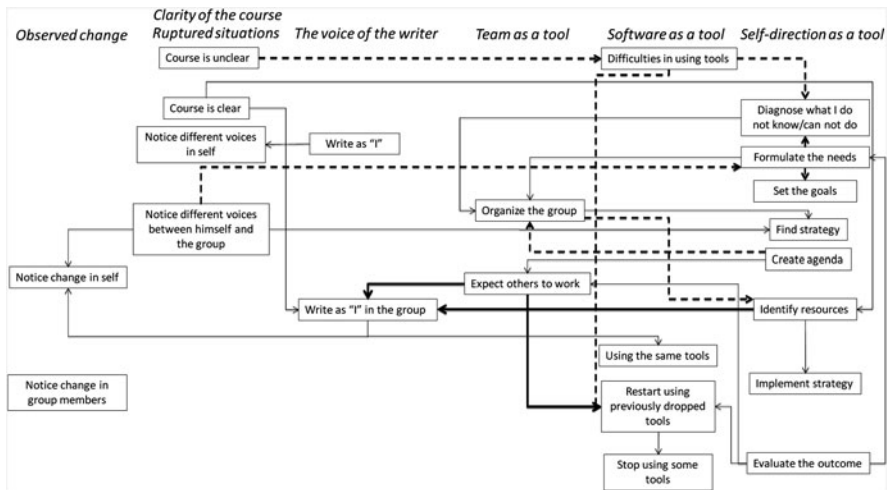 Observed change
Clarity of the course
Ruptured situations
The voice of the writer
Team as a tool
Software as a tool
Self-direction as a tool
Course is unclear
Difficulties in using tools
Course is clear
Diagnose what I do
not know/can not do
Notice different voices
in self
Write as "I"
Formulate the needs
Set the goals
Notice different voices
between himself and
the group
Organize the group
Find strategy
Create agenda
Notice change in self
Expect others to work
Write as "I" in the group
Identify resources
Using the same tools
Implement strategy
Notice change in
group members
Restart using
previously dropped
tools
Stop using some
tools
Evaluate the outcome